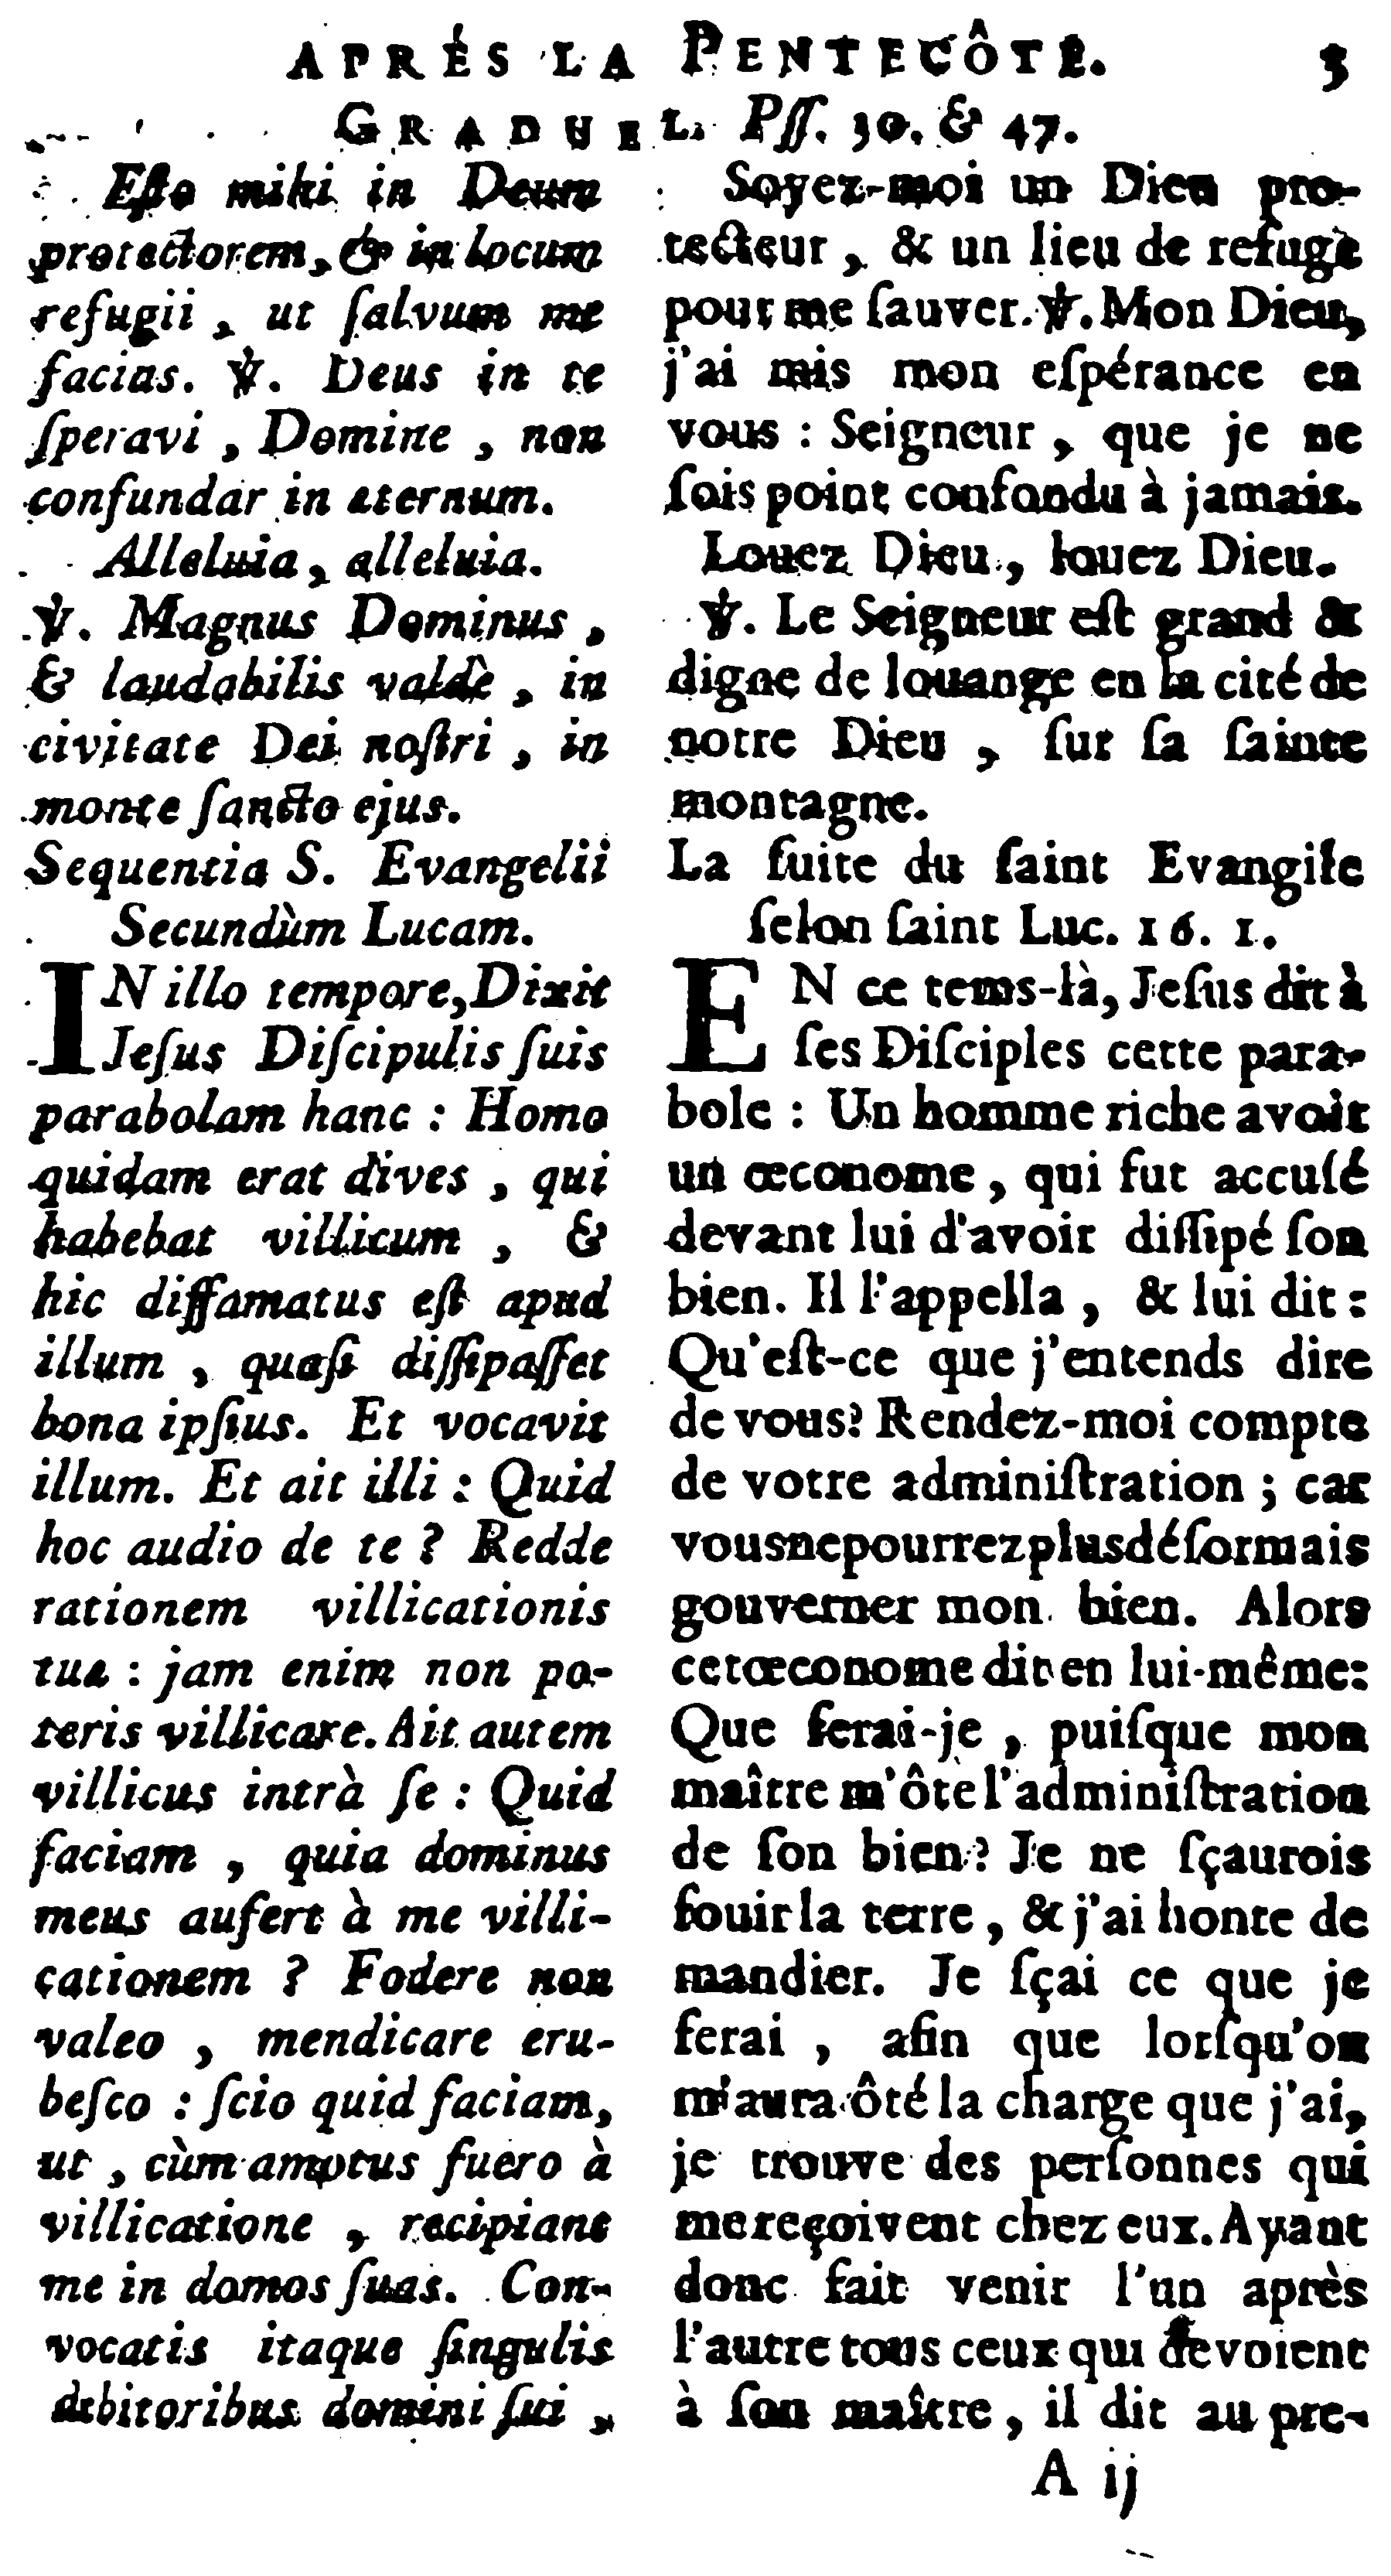 APRÉS LA PENTECÔTE. 3
GRADUEL. Pſſ. 30. & 47.
Eſto mihi in Deum
protectorem, & in locum
refugii, ut ſalvum me
facias. ℣. Deus in te
ſperavi, Domine, non
confundar in æternum.
Alleluia, alleluia.
℣. Magnus Dominus,
& laudabilis valdè, in
civitate Dei noſtri, in
monte ſancto ejus.
Sequentia S. Evangelii
Secundùm Lucam.
IN illo tempore, Dixit
Jeſus Diſcipulis ſuis
parabolam hanc : Homo
quidam erat dives, qui
habebat villicum, &
hic diffamatus eſt apud
illum, quaſi diſſipaſſet
bona ipſius. Et vocavit
illum. Et ait illi : Quid
hoc audio de te ? Redde
rationem villicationis
tuæ : jam enim non po-
teris villicare. Ait autem
villicus intrà ſe : Quid
faciam, quia dominus
meus aufert à me villi-
cationem ? Fodere non
valeo, mendicare eru-
beſco : ſcio quid faciam,
ut, cùm amotus fuero à
villicatione, recipiant
me in domos ſuas. Con-
vocatis itaque ſingulis
debitoribus domini ſui,
Soyez-moi un Dieu pro-
tecteur, & un lieu de refuge
pour me ſauver. ℣. Mon Dieu,
j'ai mis mon eſpérance en
vous : Seigneur, que je ne
ſois point confondu à jamais.
Louez Dieu, louez Dieu.
℣. Le Seigneur eſt grand &
digne de louange en la cité de
notre Dieu, ſur ſa ſainte
montagne.
La ſuite du ſaint Evangile
ſelon ſaint Luc. 16. 1.
EN ce tems-là, Jeſus dit à
ſes Diſciples cette para-
bole : Un homme riche avoit
un œconome, qui fut accuſé
devant lui d'avoir diſſipé ſon
bien. Il l'appella, & lui dit :
Qu'eſt-ce que j'entends dire
de vous? Rendez-moi compte
de votre adminiſtration ; car
vous ne pourrez plus déſormais
gouverner mon bien. Alors
cet œconome dit en lui-même:
Que ferai-je, puiſque mon
maître m'ôte l'adminiſtration
de ſon bien? Je ne ſçaurois
fouir la terre, & j'ai honte de
mandier. Je ſçai ce que je
ferai, afin que lorſqu'on
m'aura ôté la charge que j'ai,
je trouve des perſonnes qui
me reçoivent chez eux. Ayant
donc fait venir l'un après
l'autre tous ceux qui devoient
à ſon maître, il dit au pre-
A ij